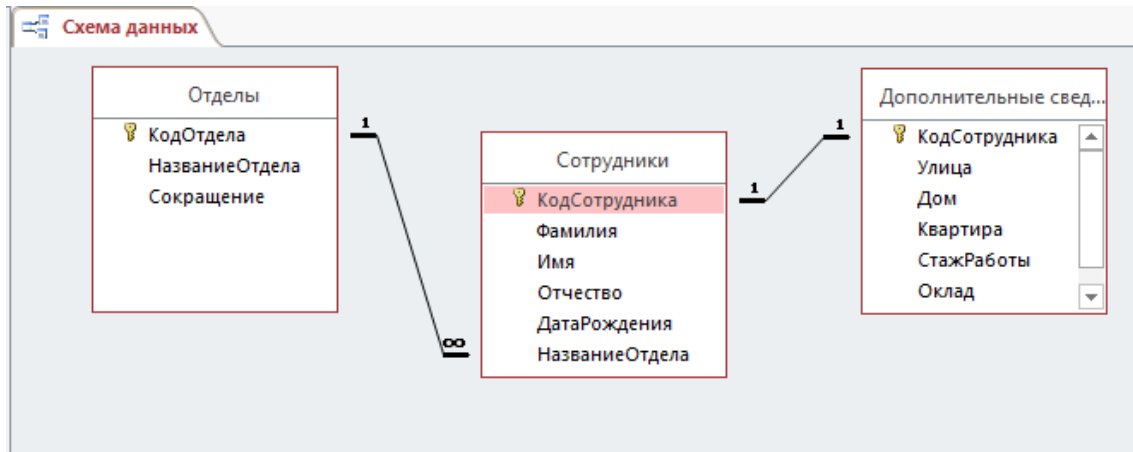 Схема данных
Отделы
КодОтдела
НазваниеОтдела
Сокращение
1
∞
Сотрудники
КодСотрудника
Фамилия
Имя
Отчество
ДатаРождения
НазваниеОтдела
1
1
Дополнительные свед...
КодСотрудника
Улица
Дом
Квартира
СтажРаботы
Оклад